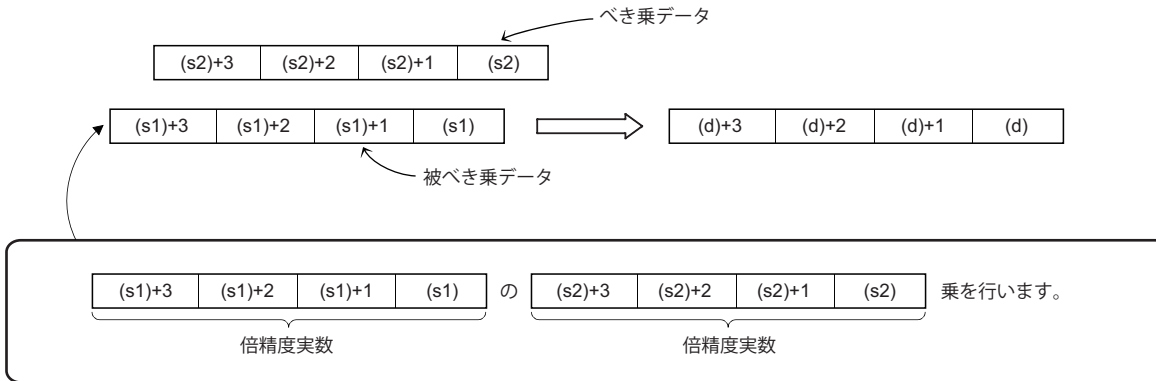 べき乗データ
(s2)+3 (s2)+2 (s2)+1 (s2)
(s1)+3 (s1)+2 (s1)+1 (s1) (d)+3 (d)+2 (d)+1 (d)
被べき乗データ
(s1)+3 (s1)+2 (s1)+1 (s1) の (s2)+3 (s2)+2 (s2)+1 (s2) 乗を行います。
倍精度実数 倍精度実数